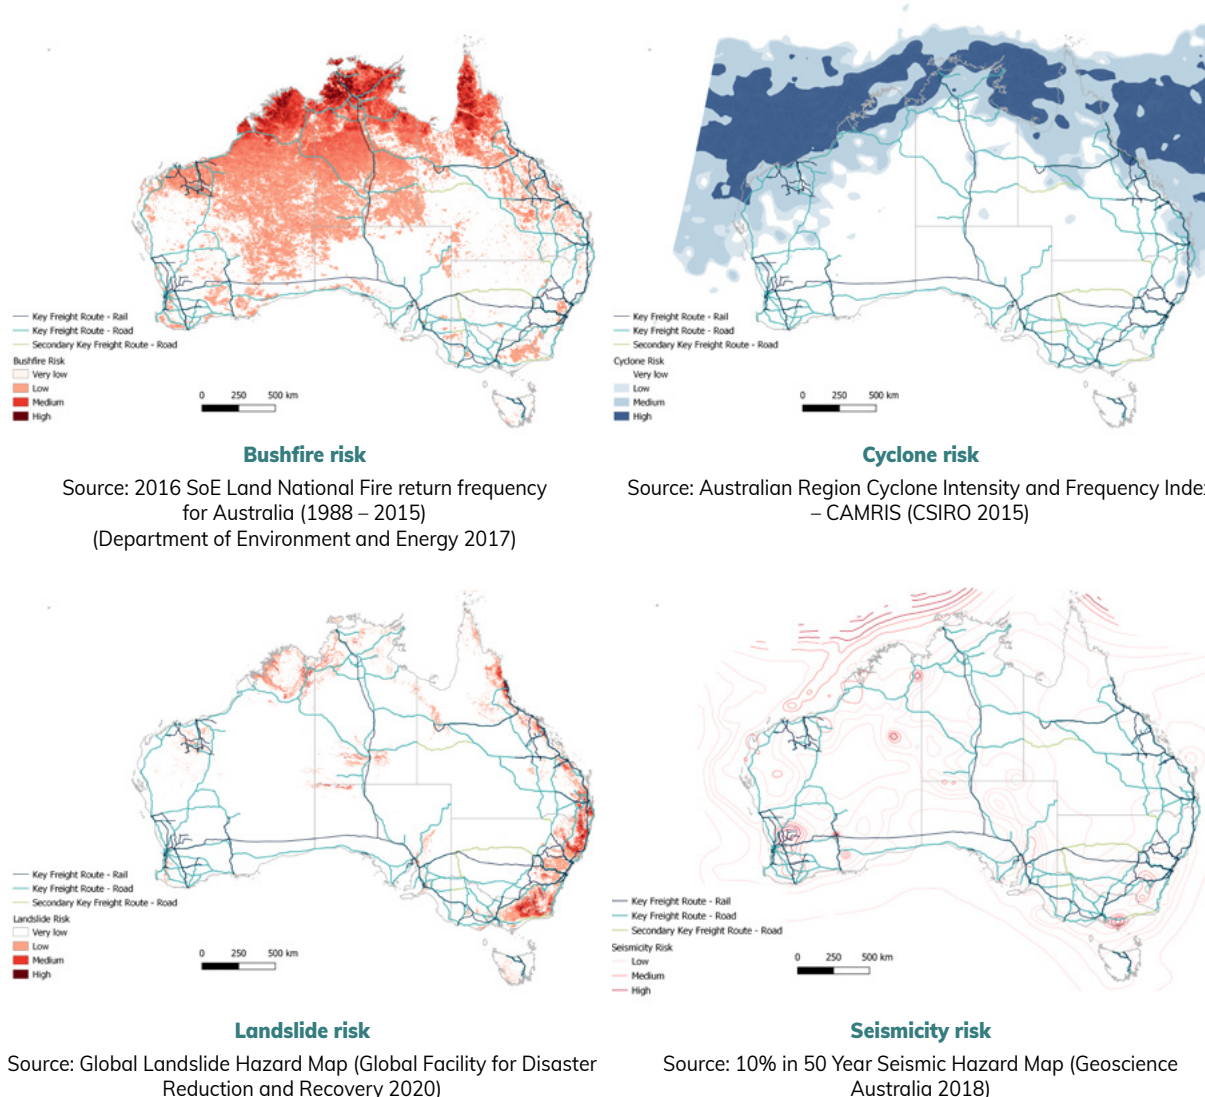 Key Freight Route - Rail
Key Freight Route - Road
Secondary Key Freight Route - Road
Bushfire Risk
Very low
Low
Medium
High
0 250 500 km
Bushfire risk
Source: 2016 SoE Land National Fire return frequency
for Australia (1988 – 2015)
(Department of Environment and Energy 2017)
Key Freight Route - Rail
Key Freight Route - Road
Secondary Key Freight Route - Road
Cyclone Risk
Very low
Low
Medium
High
0 250 500 km
Cyclone risk
Source: Australian Region Cyclone Intensity and Frequency Index
– CAMRIS (CSIRO 2015)
Key Freight Route - Rail
Key Freight Route - Road
Secondary Key Freight Route - Road
Landslide Risk
Very low
Low
Medium
High
0 250 500 km
Landslide risk
Source: Global Landslide Hazard Map (Global Facility for Disaster
Reduction and Recovery 2020)
Key Freight Route - Rail
Key Freight Route - Road
Secondary Key Freight Route - Road
Seismicity Risk
Low
Medium
High
0 250 500 km
Seismicity risk
Source: 10% in 50 Year Seismic Hazard Map (Geoscience
Australia 2018)